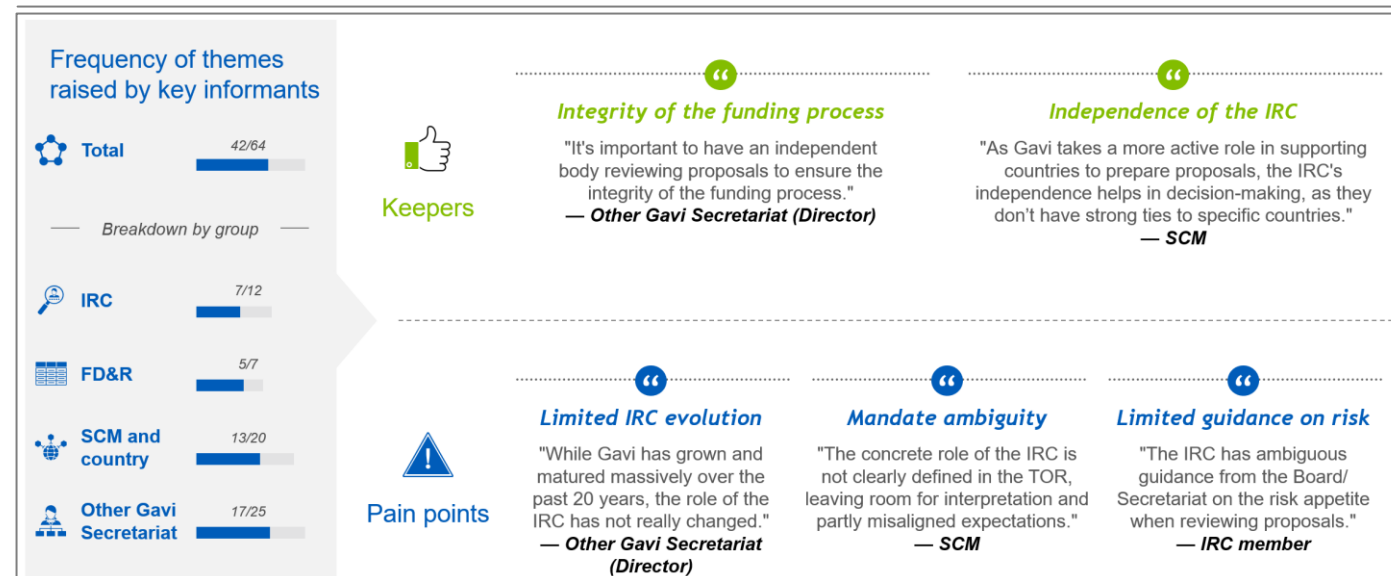 Frequency of themes
raised by key informants
Total
42/64
Breakdown by group
IRC
7/12
FD&R
5/7
SCM and
country
13/20
Other Gavi
Secretariat
17/25
Keepers
“
Integrity of the funding process
"It's important to have an independent
body reviewing proposals to ensure the
integrity of the funding process."
— Other Gavi Secretariat (Director)
“
Independence of the IRC
"As Gavi takes a more active role in supporting
countries to prepare proposals, the IRC's
independence helps in decision-making, as they
don’t have strong ties to specific countries."
— SCM
Pain points
“
Limited IRC evolution
"While Gavi has grown and
matured massively over the
past 20 years, the role of the
IRC has not really changed."
— Other Gavi Secretariat
(Director)
“
Mandate ambiguity
"The concrete role of the IRC is
not clearly defined in the TOR,
leaving room for interpretation and
partly misaligned expectations."
— SCM
“
Limited guidance on risk
"The IRC has ambiguous
guidance from the Board/
Secretariat on the risk appetite
when reviewing proposals."
— IRC member